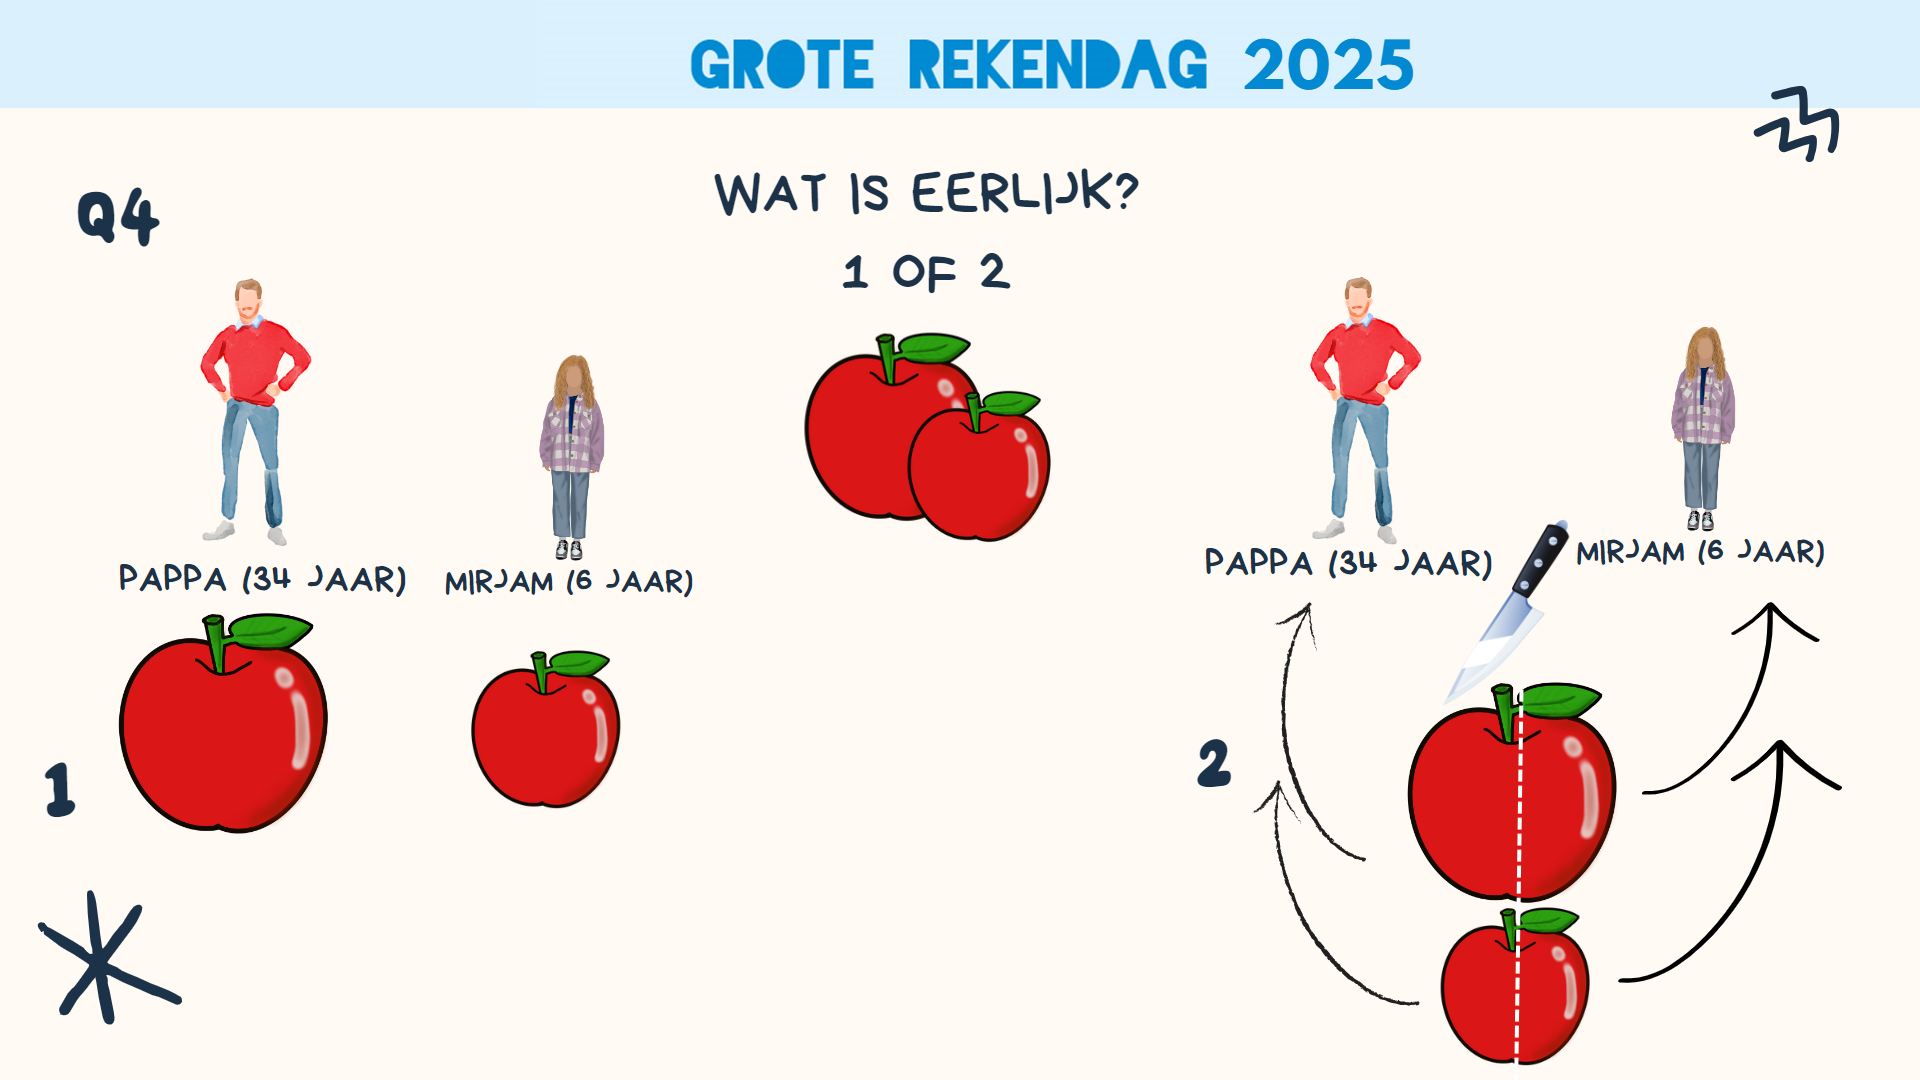 GROTE REKENDAG 2025
Q4
WAT IS EERLIJK?
1 OF 2
PAPPA (34 JAAR)
MIRJAM (6 JAAR)
1
PAPPA (34 JAAR)
MIRJAM (6 JAAR)
2